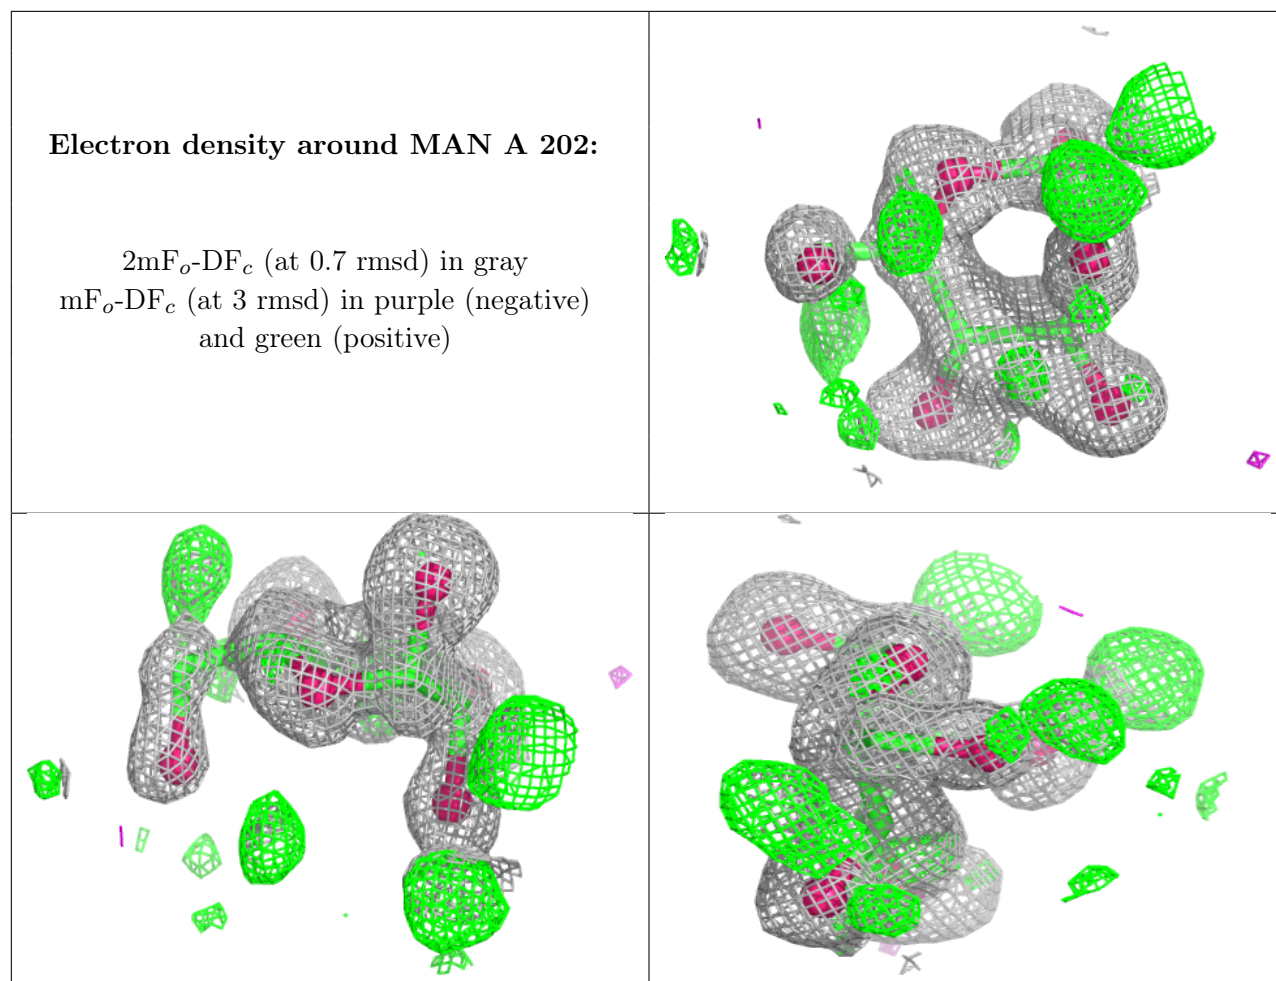 Electron density around MAN A 202:
2mFo-DFc (at 0.7 rmsd) in gray
mFo-DFc (at 3 rmsd) in purple (negative)
and green (positive)